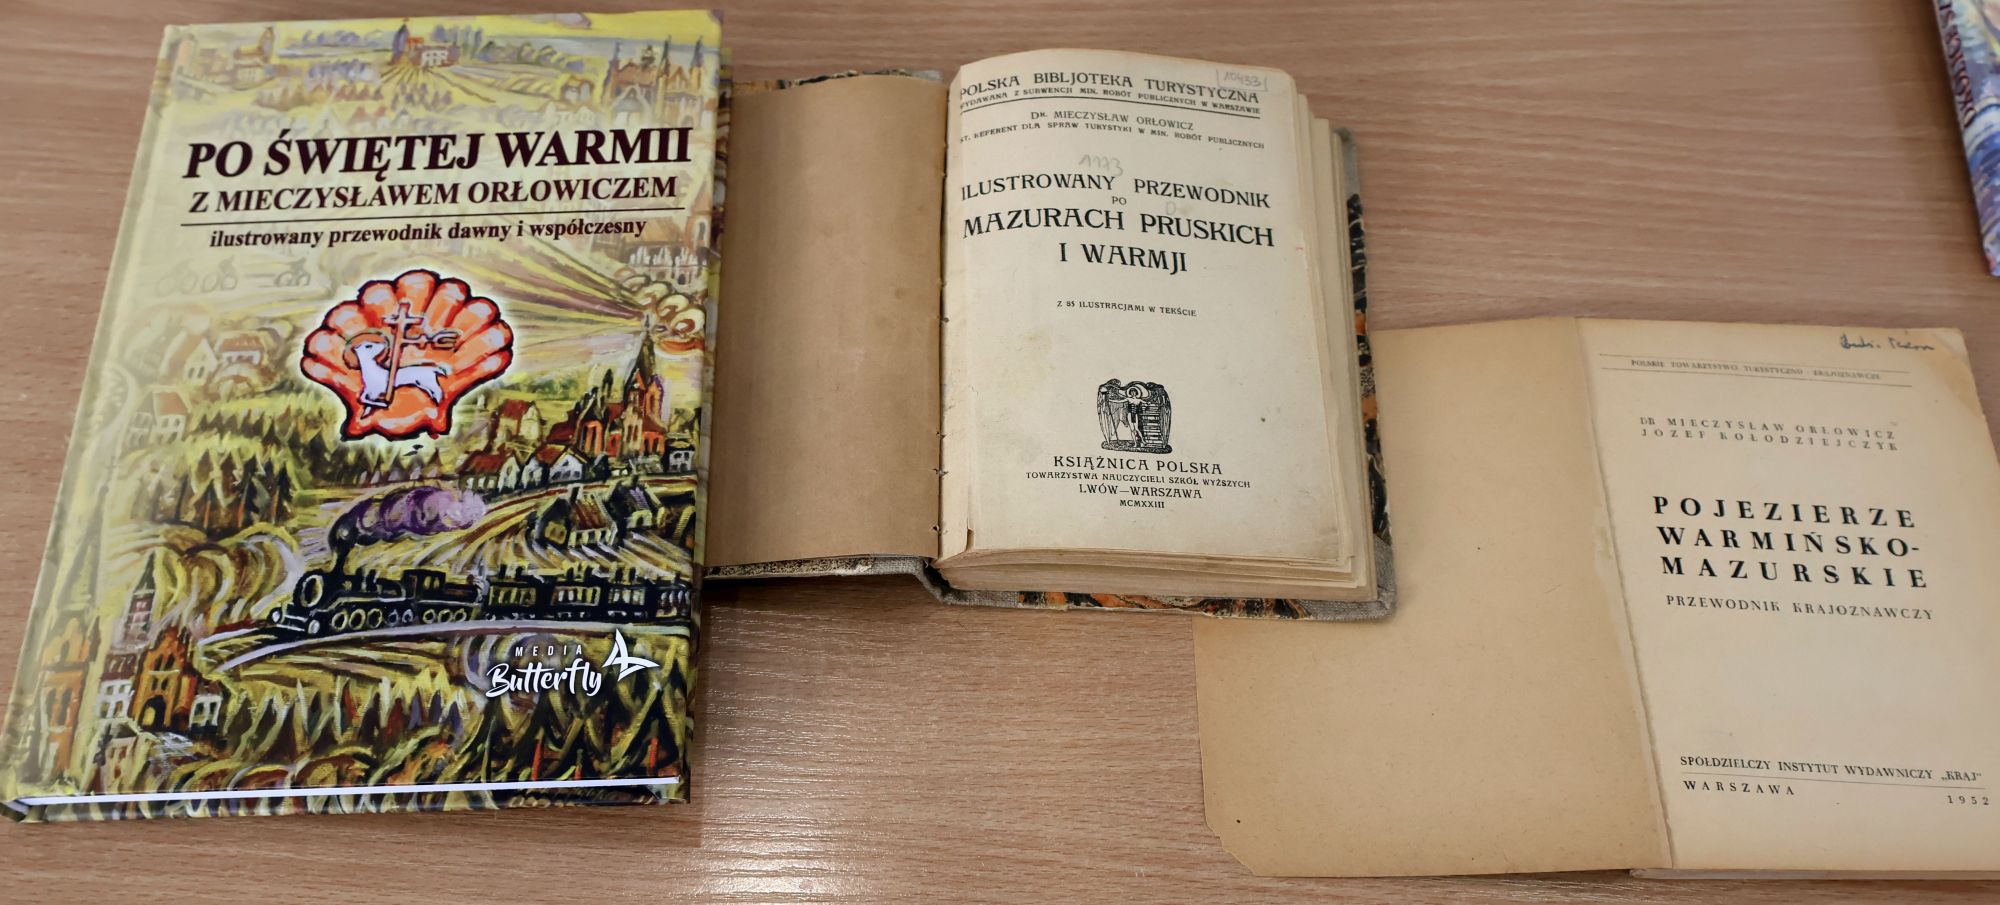 PO ŚWIĘTEJ WARMII
Z MIECZYSŁAWEM ORŁOWICZEM
ilustrowany przewodnik dawny i współczesny
MEDIA
Butterfly
POLSKA BIBLJOTEKA TURYSTYCZNA
WYDAWANA Z SUBWENCJI MIN. ROBÓT PUBLICZNYCH W WARSZAWIE
10433
DR. MIECZYSŁAW ORŁOWICZ
ST. REFERENT DLA SPRAW TURYSTYKI W MIN. ROBÓT PUBLICZNYCH
1173
ILUSTROWANY PRZEWODNIK
PO
MAZURACH PRUSKICH
I WARMJI
Z 85 ILUSTRACJAMI W TEKŚCIE
KSIĄŻNICA POLSKA
TOWARZYSTWA NAUCZYCIELI SZKÓŁ WYŻSZYCH
LWÓW—WARSZAWA
MCMXXIII
POLSKIE TOWARZYSTWO TURYSTYCZNO - KRAJOZNAWCZE
DR MIECZYSŁAW ORŁOWICZ
JÓZEF KOŁODZIEJCZYK
POJEZIERZE
WARMIŃSKO-
MAZURSKIE
PRZEWODNIK KRAJOZNAWCZY
SPÓŁDZIELCZY INSTYTUT WYDAWNICZY „KRAJ"
WARSZAWA 1952